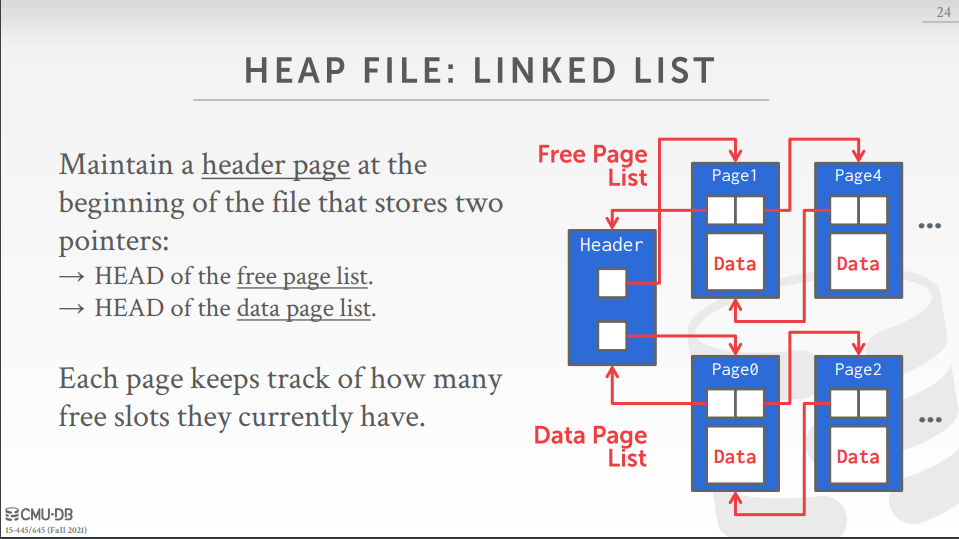 24
HEAP FILE: LINKED LIST
Maintain a header page at the
beginning of the file that stores two
pointers:
→ HEAD of the free page list.
→ HEAD of the data page list.
Each page keeps track of how many
free slots they currently have.
Free Page
List
Header
Page1
Data
Page4
Data
•••
Page0
Data
Page2
Data
•••
Data Page
List
CMU·DB
15-445/645 (Fall 2021)